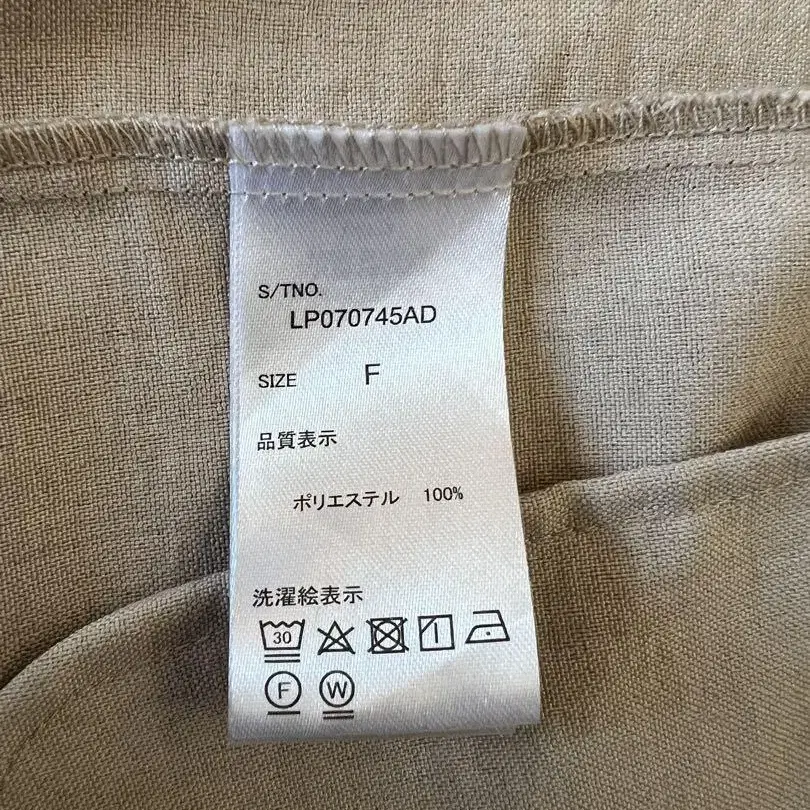 S/TNO.
LP070745AD
SIZE F
品質表示
ポリエステル 100%
洗濯絵表示
30
F W